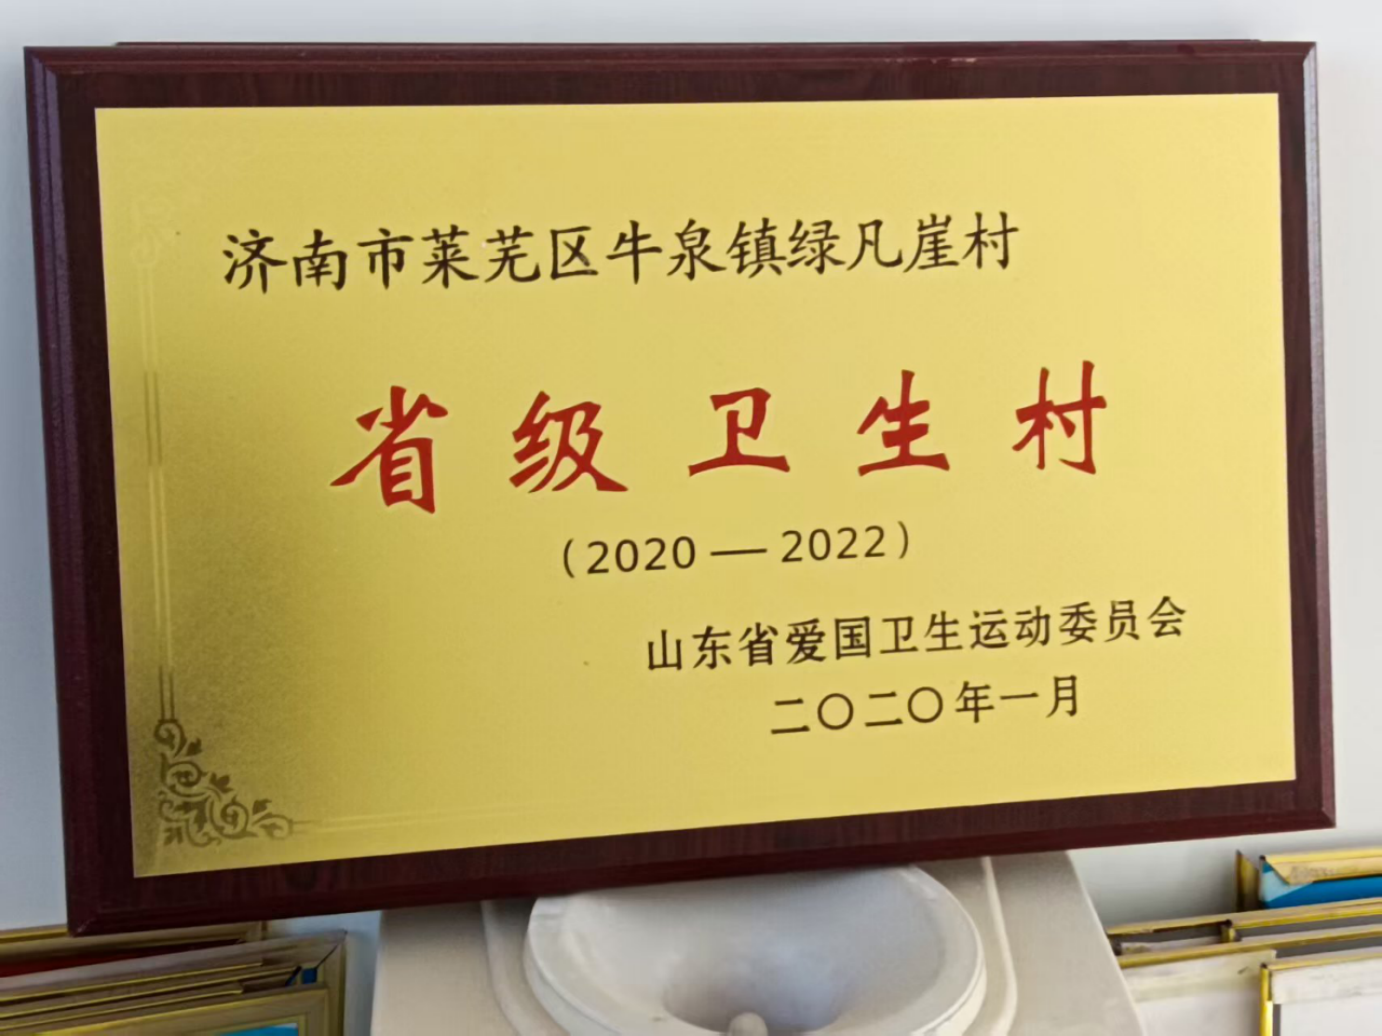 济南市莱芜区牛泉镇绿凡崖村
省级卫生村
（2020—2022）
山东省爱国卫生运动委员会
二〇二〇年一月